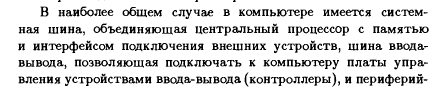 В наиболее общем случае в компьютере имеется систем-
ная шина, объединяющая центральный процессор с памятью
и интерфейсом подключения внешних устройств, шина ввода-
вывода, позволяющая подключать к компьютеру платы упра-
вления устройствами ввода-вывода (контроллеры), и периферий-